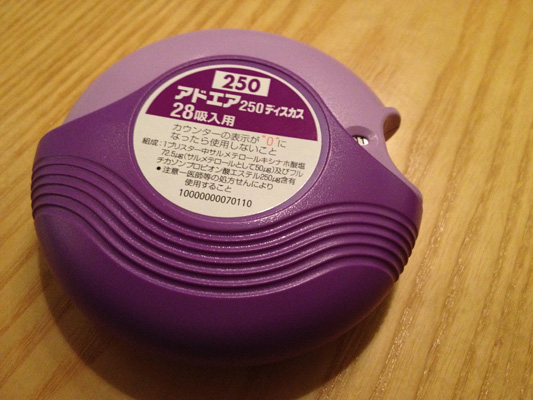 250
アドエア250ディスカス
28吸入用
カウンターの表示が"0"に
なったら使用しないこと
組成:1ブリスター中サルメテロールキシナホ酸塩
72.5μg(サルメテロールとして50μg)及びフル
チカゾンプロピオン酸エステル250μg含有
●注意−医師等の処方せんにより
使用すること
10000000070110